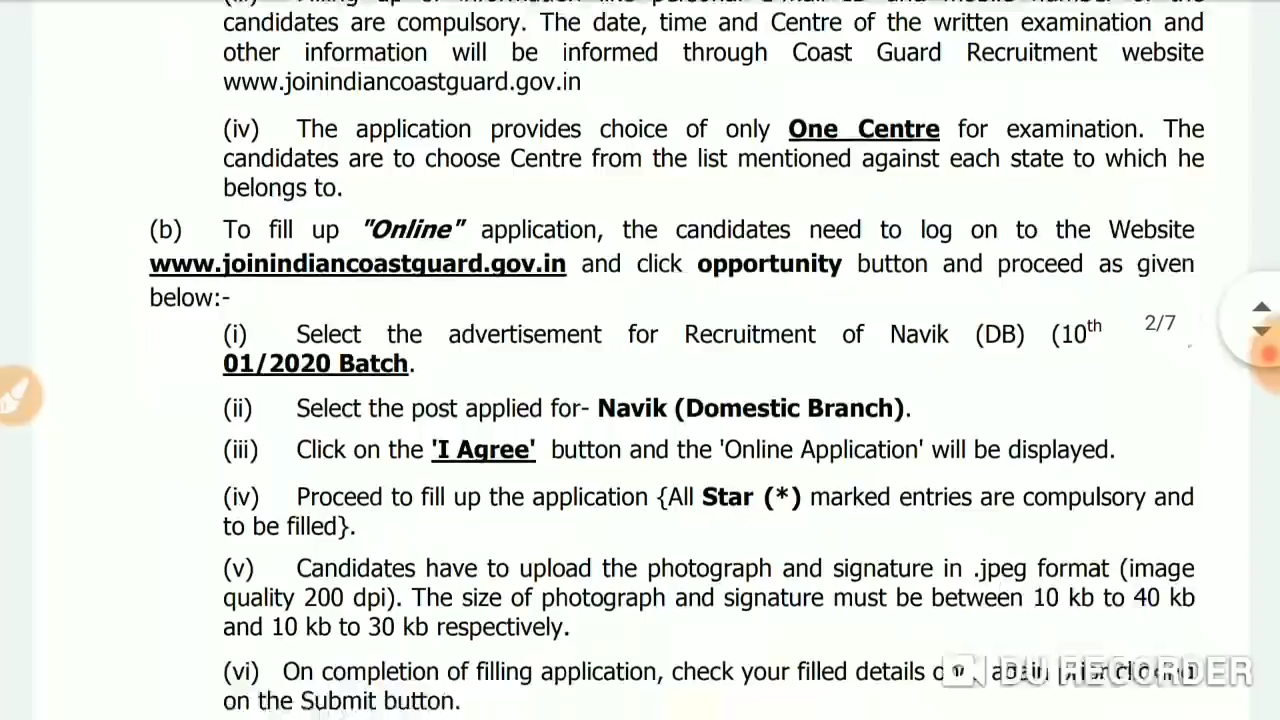 candidates are compulsory. The date, time and Centre of the written examination and
other information will be informed through Coast Guard Recruitment website
www.joinindiancoastguard.gov.in
(iv) The application provides choice of only One Centre for examination. The
candidates are to choose Centre from the list mentioned against each state to which he
belongs to.
(b) To fill up "Online" application, the candidates need to log on to the Website
www.joinindiancoastguard.gov.in and click opportunity button and proceed as given
below:-
(i) Select the advertisement for Recruitment of Navik (DB) (10th
2/7
01/2020 Batch.
(ii) Select the post applied for- Navik (Domestic Branch).
(iii) Click on the 'I Agree' button and the 'Online Application' will be displayed.
(iv) Proceed to fill up the application {All Star (*) marked entries are compulsory and
to be filled}.
(v) Candidates have to upload the photograph and signature in .jpeg format (image
quality 200 dpi). The size of photograph and signature must be between 10 kb to 40 kb
and 10 kb to 30 kb respectively.
(vi) On completion of filling application, check your filled details
DU RECORDER
on the Submit button.